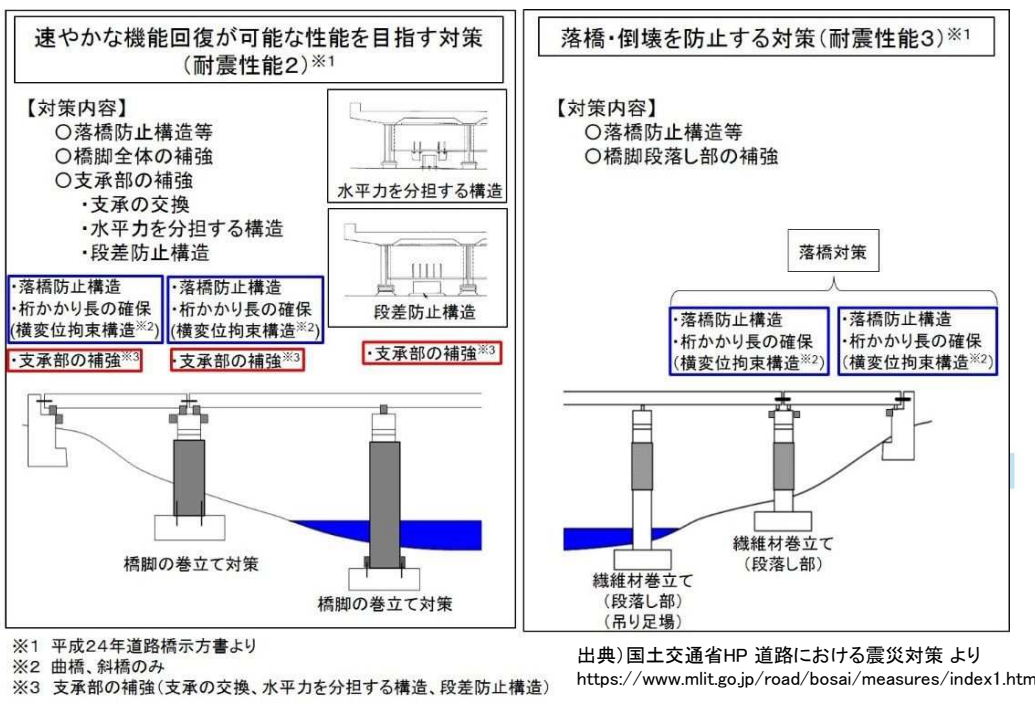 速やかな機能回復が可能な性能を目指す対策
(耐震性能2)※1
【対策内容】
○落橋防止構造等
○橋脚全体の補強
○支承部の補強
・支承の交換
・水平力を分担する構造
・段差防止構造
水平力を分担する構造
段差防止構造
・落橋防止構造
・桁かかり長の確保
(横変位拘束構造※2)
・支承部の補強※3
・落橋防止構造
・桁かかり長の確保
(横変位拘束構造※2)
・支承部の補強※3
・支承部の補強※3
橋脚の巻立て対策
橋脚の巻立て対策
落橋・倒壊を防止する対策(耐震性能3)※1
【対策内容】
○落橋防止構造等
○橋脚段落し部の補強
落橋対策
・落橋防止構造
・桁かかり長の確保
(横変位拘束構造※2)
・落橋防止構造
・桁かかり長の確保
(横変位拘束構造※2)
繊維材巻立て
(段落し部)
(吊り足場)
繊維材巻立て
(段落し部)
※1 平成24年道路橋示方書より
※2 曲橋、斜橋のみ
※3 支承部の補強(支承の交換、水平力を分担する構造、段差防止構造)
出典)国土交通省HP 道路における震災対策 より
https://www.mlit.go.jp/road/bosai/measures/index1.htm